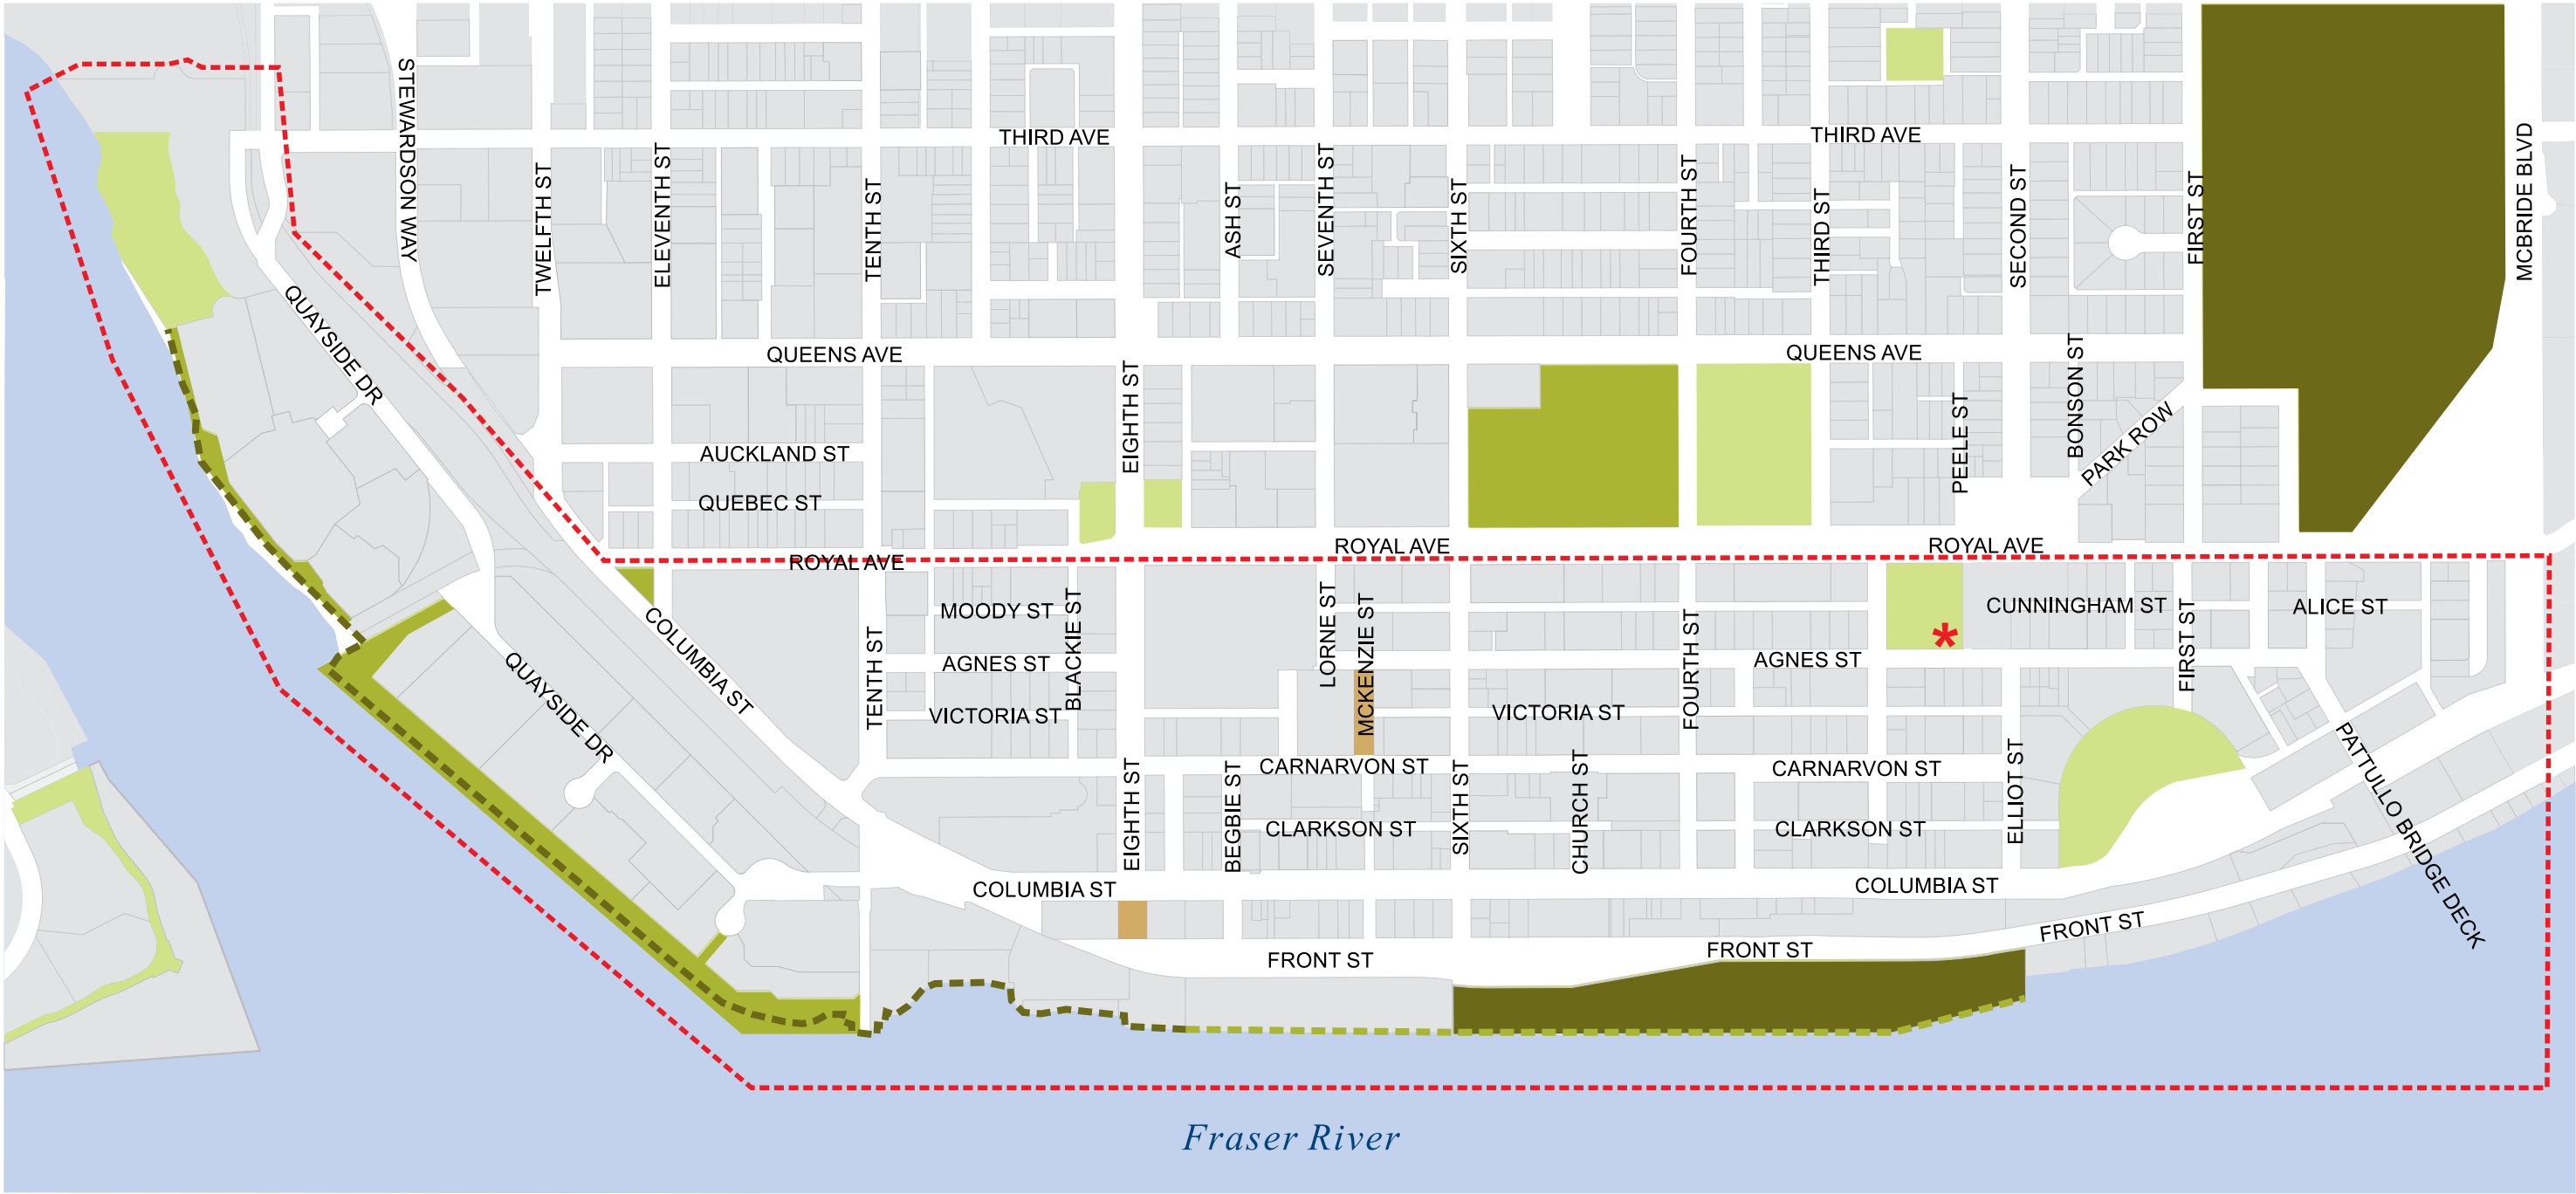 STEWARDSON WAY
THIRD AVE
THIRD AVE
MCBRIDE BLVD
TWELFTH ST
ELEVENTH ST
TENTH ST
ASH ST
SEVENTH ST
SIXTH ST
FOURTH ST
THIRD ST
SECOND ST
FIRST ST
QUAYSIDE DR
QUEENS AVE
QUEENS AVE
EIGHTH ST
PEELE ST
BONSON ST
PARK ROW
AUCKLAND ST
QUEBEC ST
ROYAL AVE
ROYAL AVE
ROYAL AVE
MOODY ST
BLACKIE ST
LORNE ST
MCKENZIE ST
CUNNINGHAM ST
FIRST ST
ALICE ST
COLUMBIA ST
QUAYSIDE DR
TENTH ST
AGNES ST
FOURTH ST
AGNES ST
VICTORIA ST
VICTORIA ST
EIGHTH ST
BEGBIE ST
CARNARVON ST
SIXTH ST
CHURCH ST
CARNARVON ST
ELLIOT ST
PATTULLO BRIDGE DECK
CLARKSON ST
CLARKSON ST
COLUMBIA ST
COLUMBIA ST
FRONT ST
FRONT ST
FRONT ST
*
Fraser River